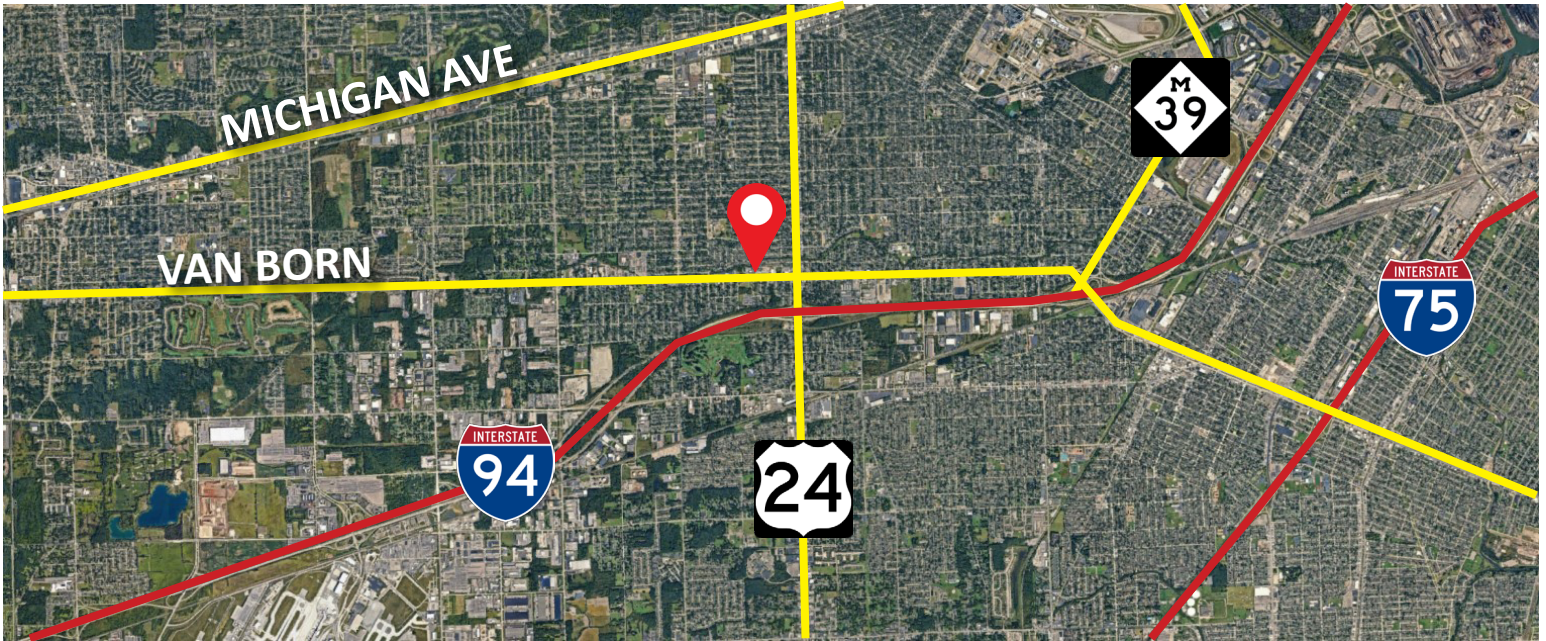 MICHIGAN AVE
M
39
VAN BORN
INTERSTATE
75
INTERSTATE
94
24